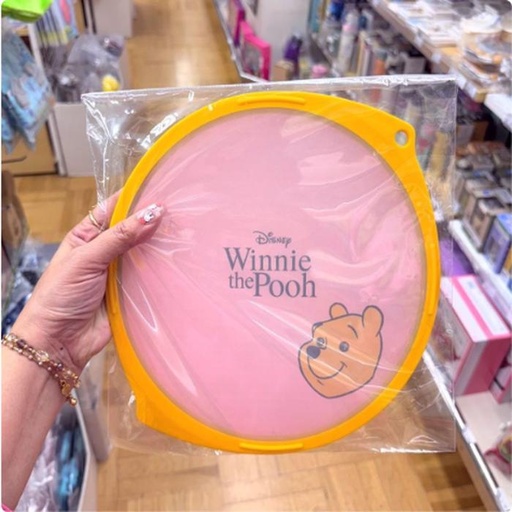 Disney
Winnie
the Pooh